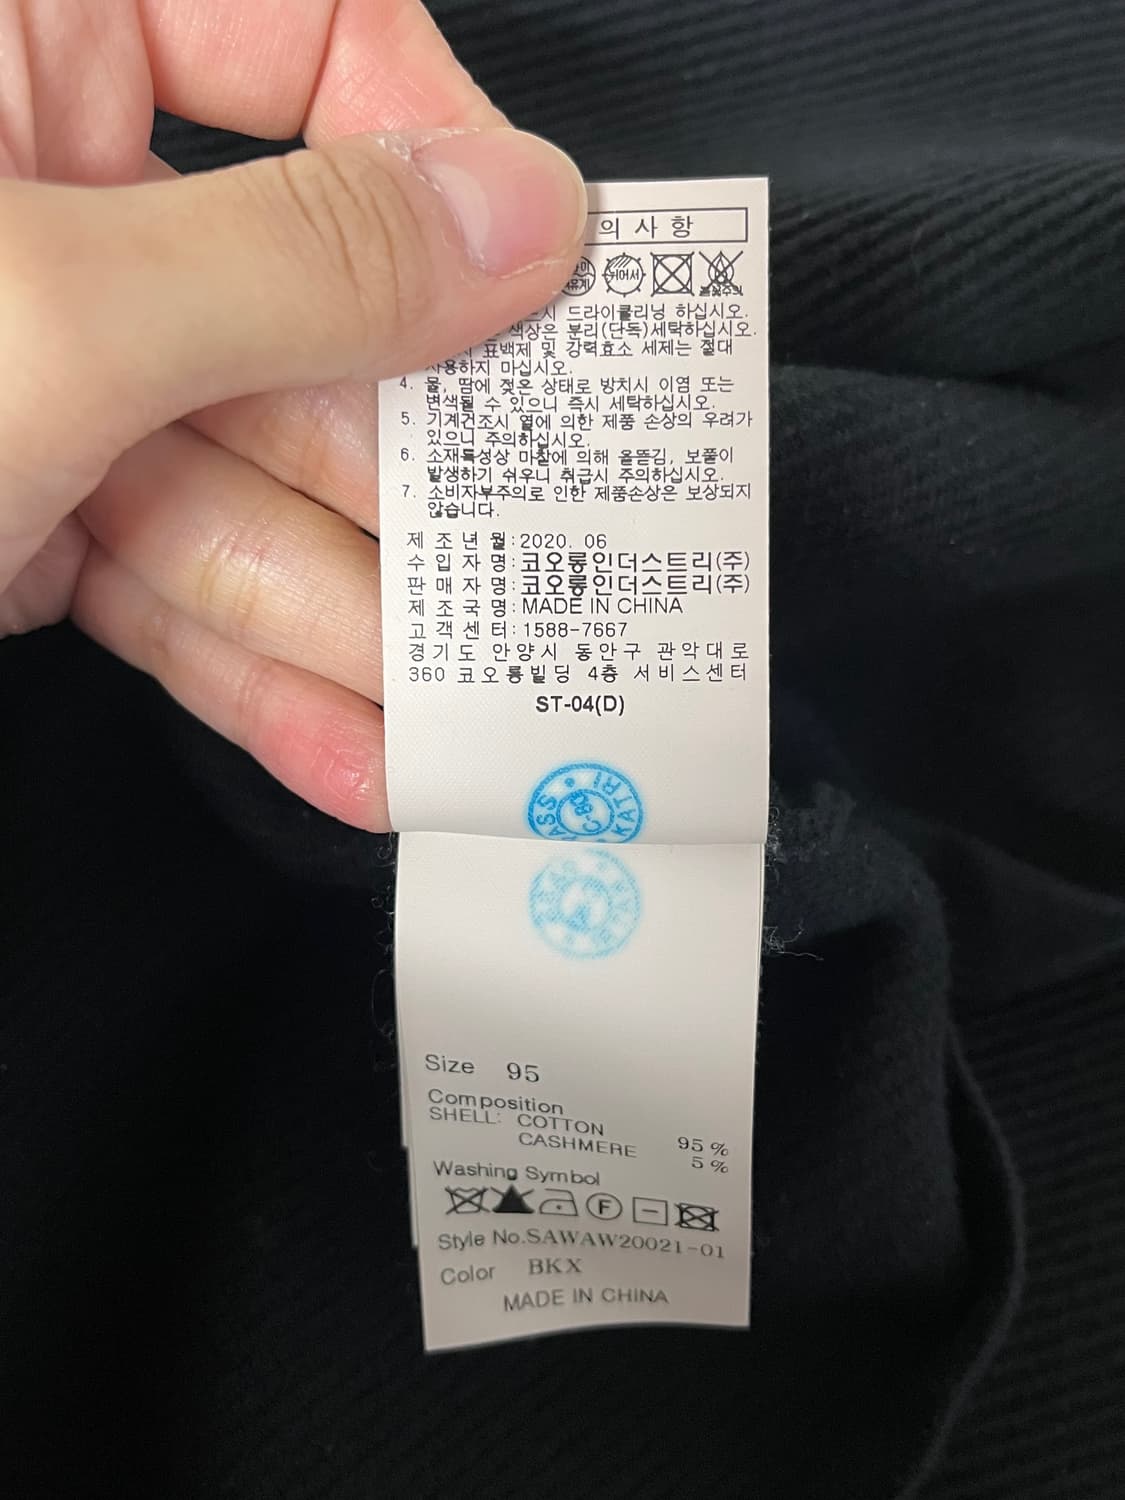 의 사 항
뉘어서
불꽃주의
드라이클리닝 하십시오.
색상은 분리(단독)세탁하십시오.
표백제 및 강력효소 세제는 절대
사용하지 마십시오.
4. 물, 땀에 젖은 상태로 방치시 이염 또는
변색될 수 있으니 즉시 세탁하십시오.
5. 기계건조시 열에 의한 제품 손상의 우려가
있으니 주의하십시오.
6. 소재특성상 마찰에 의해 올뜯김, 보풀이
발생하기 쉬우니 취급시 주의하십시오.
7. 소비자부주의로 인한 제품손상은 보상되지
않습니다.
제 조 년 월:2020. 06
수 입 자 명:코오롱인더스트리(주)
판 매 자 명:코오롱인더스트리(주)
제 조 국 명:MADE IN CHINA
고 객 센 터:1588-7667
경기도 안양시 동안구 관악대로
360 코오롱빌딩 4층 서비스센터
ST-04(D)
KATRI
Size 95
Composition
SHELL: COTTON 95 %
CASHMERE 5 %
Washing Symbol
F
Style No.SAWAW20021-01
Color BKX
MADE IN CHINA